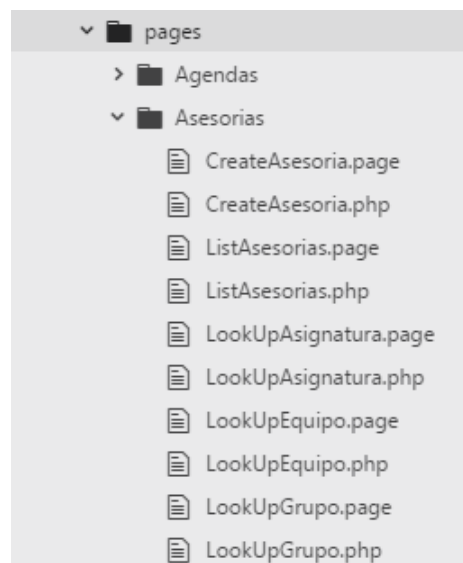 pages
Agendas
Asesorias
CreateAsesoria.page
CreateAsesoria.php
ListAsesorias.page
ListAsesorias.php
LookUpAsignatura.page
LookUpAsignatura.php
LookUpEquipo.page
LookUpEquipo.php
LookUpGrupo.page
LookUpGrupo.php